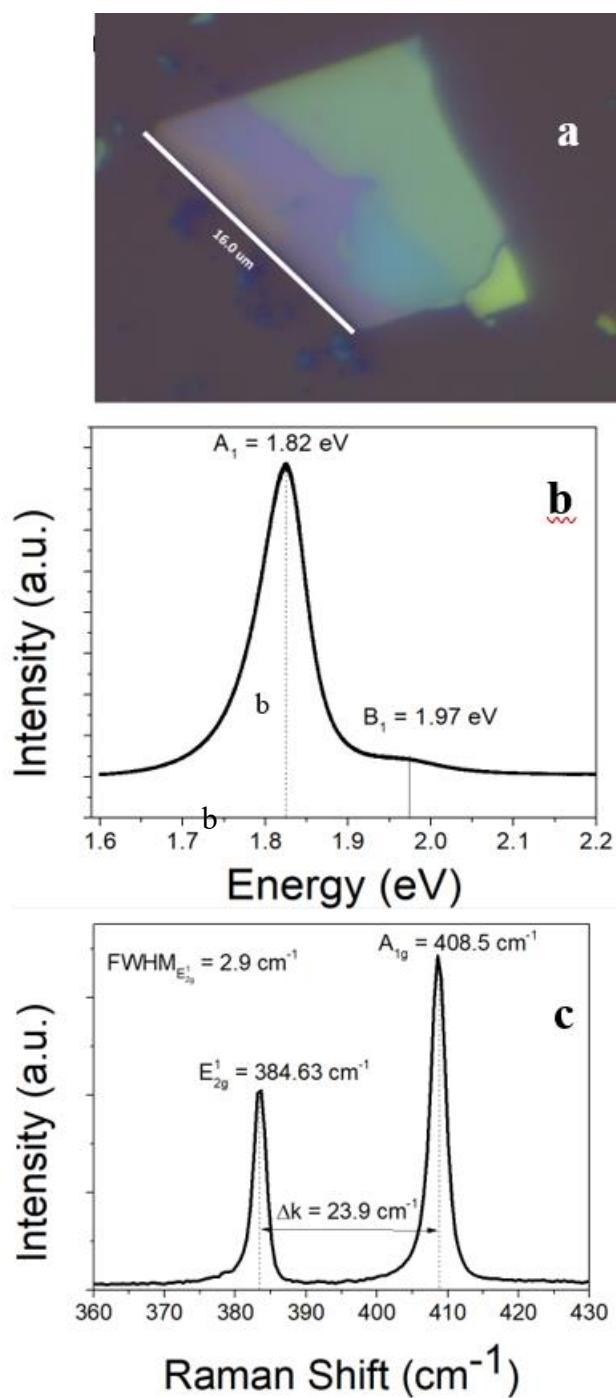 a
16.0 um
A₁ = 1.82 eV
b
Intensity (a.u.)
b
B₁ = 1.97 eV
b
1.6 1.7 1.8 1.9 2.0 2.1 2.2
Energy (eV)
A₁g = 408.5 cm⁻¹
FWHM_E¹₂g = 2.9 cm⁻¹
c
E¹₂g = 384.63 cm⁻¹
Intensity (a.u.)
Δk = 23.9 cm⁻¹
360 370 380 390 400 410 420 430
Raman Shift (cm⁻¹)